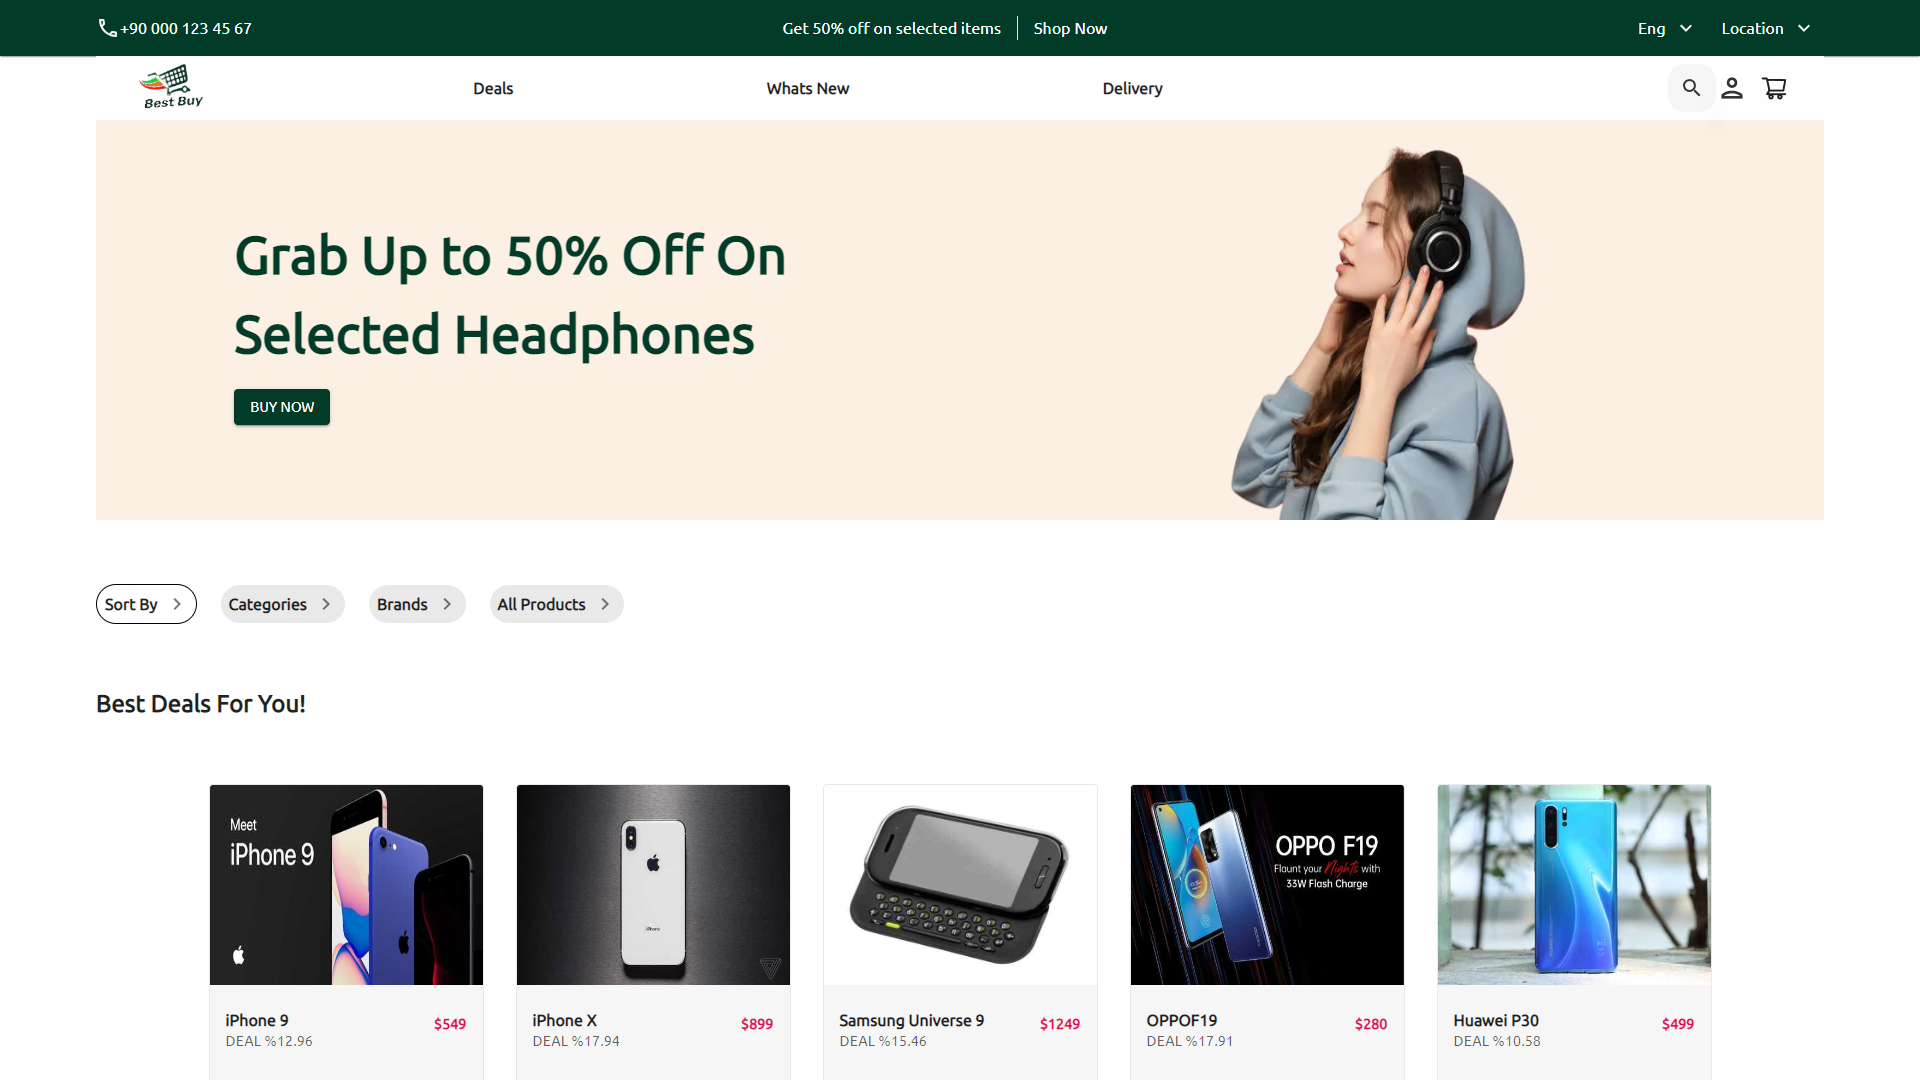 +90 000 123 45 67
Get 50% off on selected items
Shop Now
Eng
Location
Best Buy
Deals
Whats New
Delivery
Grab Up to 50% Off On
Selected Headphones
BUY NOW
Sort By
Categories
Brands
All Products
Best Deals For You!
Meet
iPhone 9
iPhone
OPPO F19
Flaunt your Nights with
33W Flash Charge
iPhone 9
$549
DEAL %12.96
iPhone X
$899
DEAL %17.94
Samsung Universe 9
$1249
DEAL %15.46
OPPOF19
$280
DEAL %17.91
Huawei P30
$499
DEAL %10.58